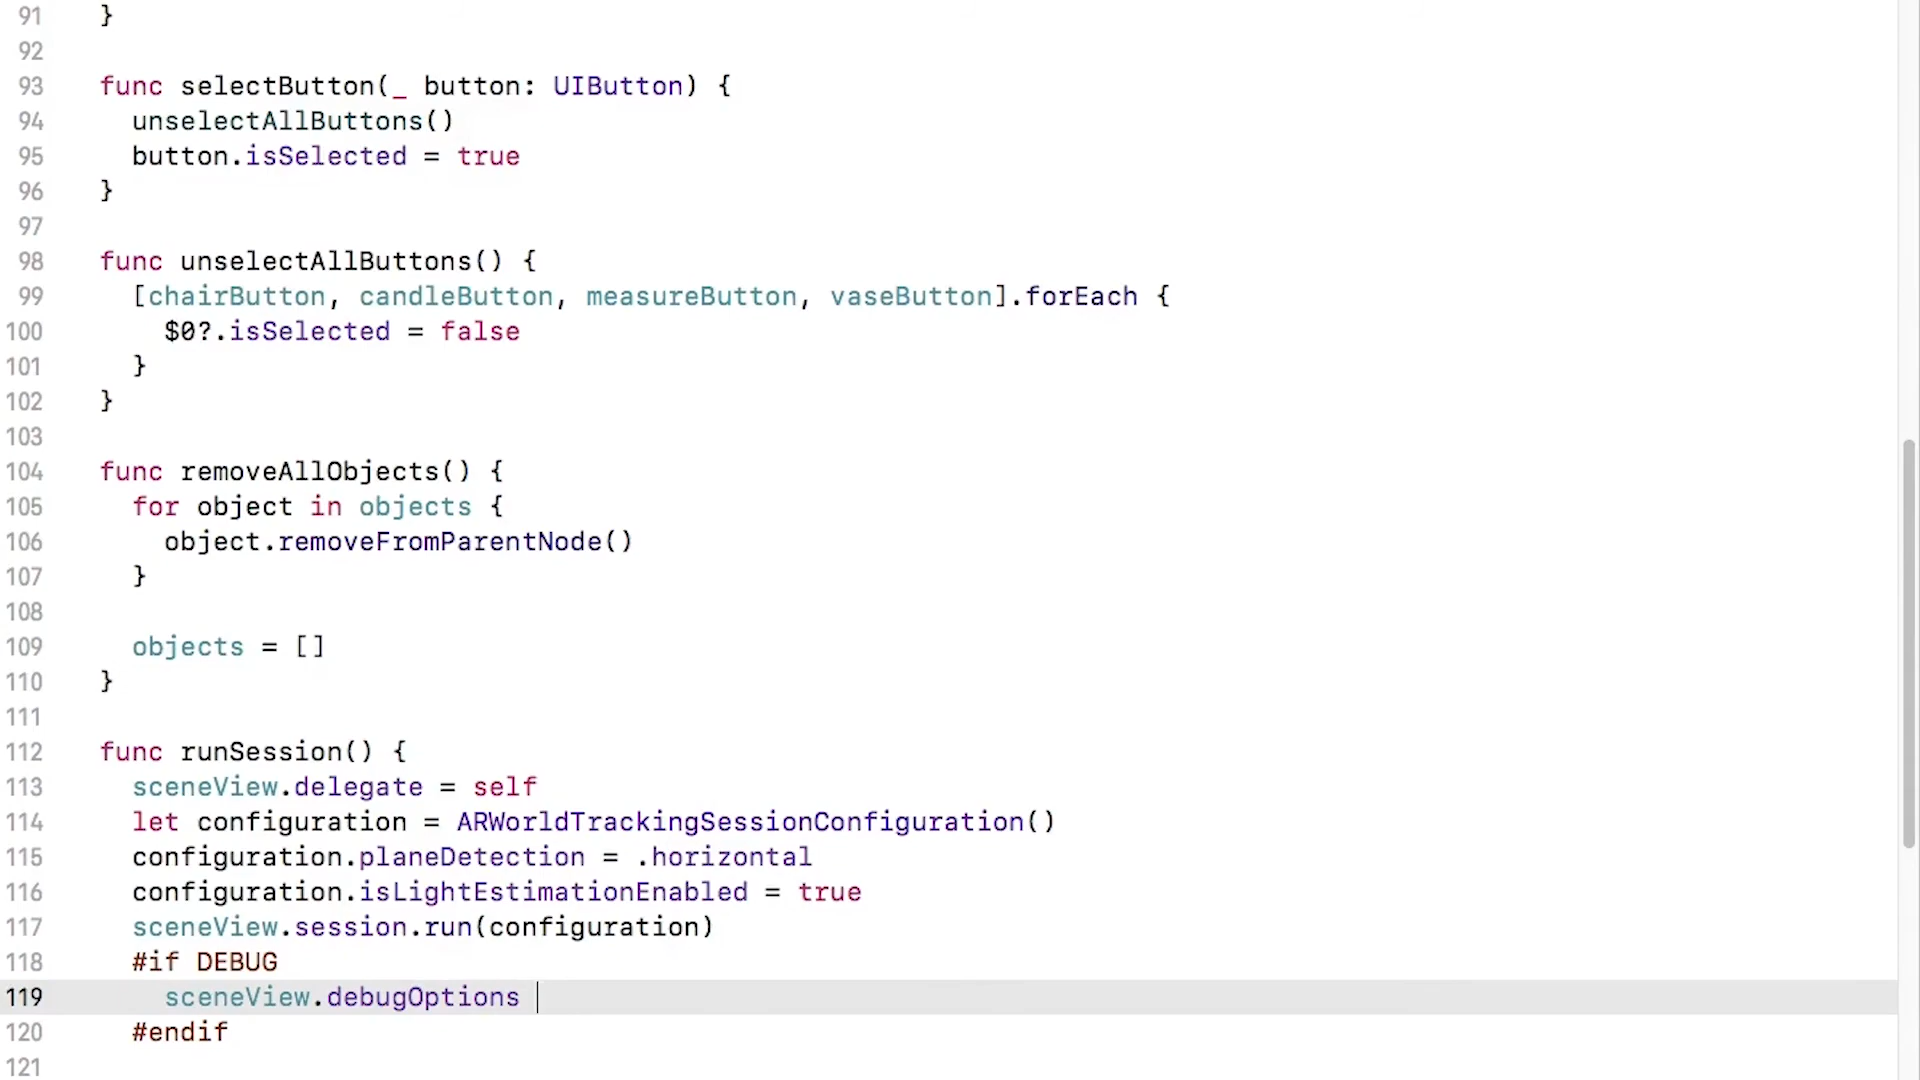 91 }
92
93 func selectButton(_ button: UIButton) {
94 unselectAllButtons()
95 button.isSelected = true
96 }
97
98 func unselectAllButtons() {
99 [chairButton, candleButton, measureButton, vaseButton].forEach {
100 $0?.isSelected = false
101 }
102 }
103
104 func removeAllObjects() {
105 for object in objects {
106 object.removeFromParentNode()
107 }
108
109 objects = []
110 }
111
112 func runSession() {
113 sceneView.delegate = self
114 let configuration = ARWorldTrackingSessionConfiguration()
115 configuration.planeDetection = .horizontal
116 configuration.isLightEstimationEnabled = true
117 sceneView.session.run(configuration)
118 #if DEBUG
119 sceneView.debugOptions
120 #endif
121